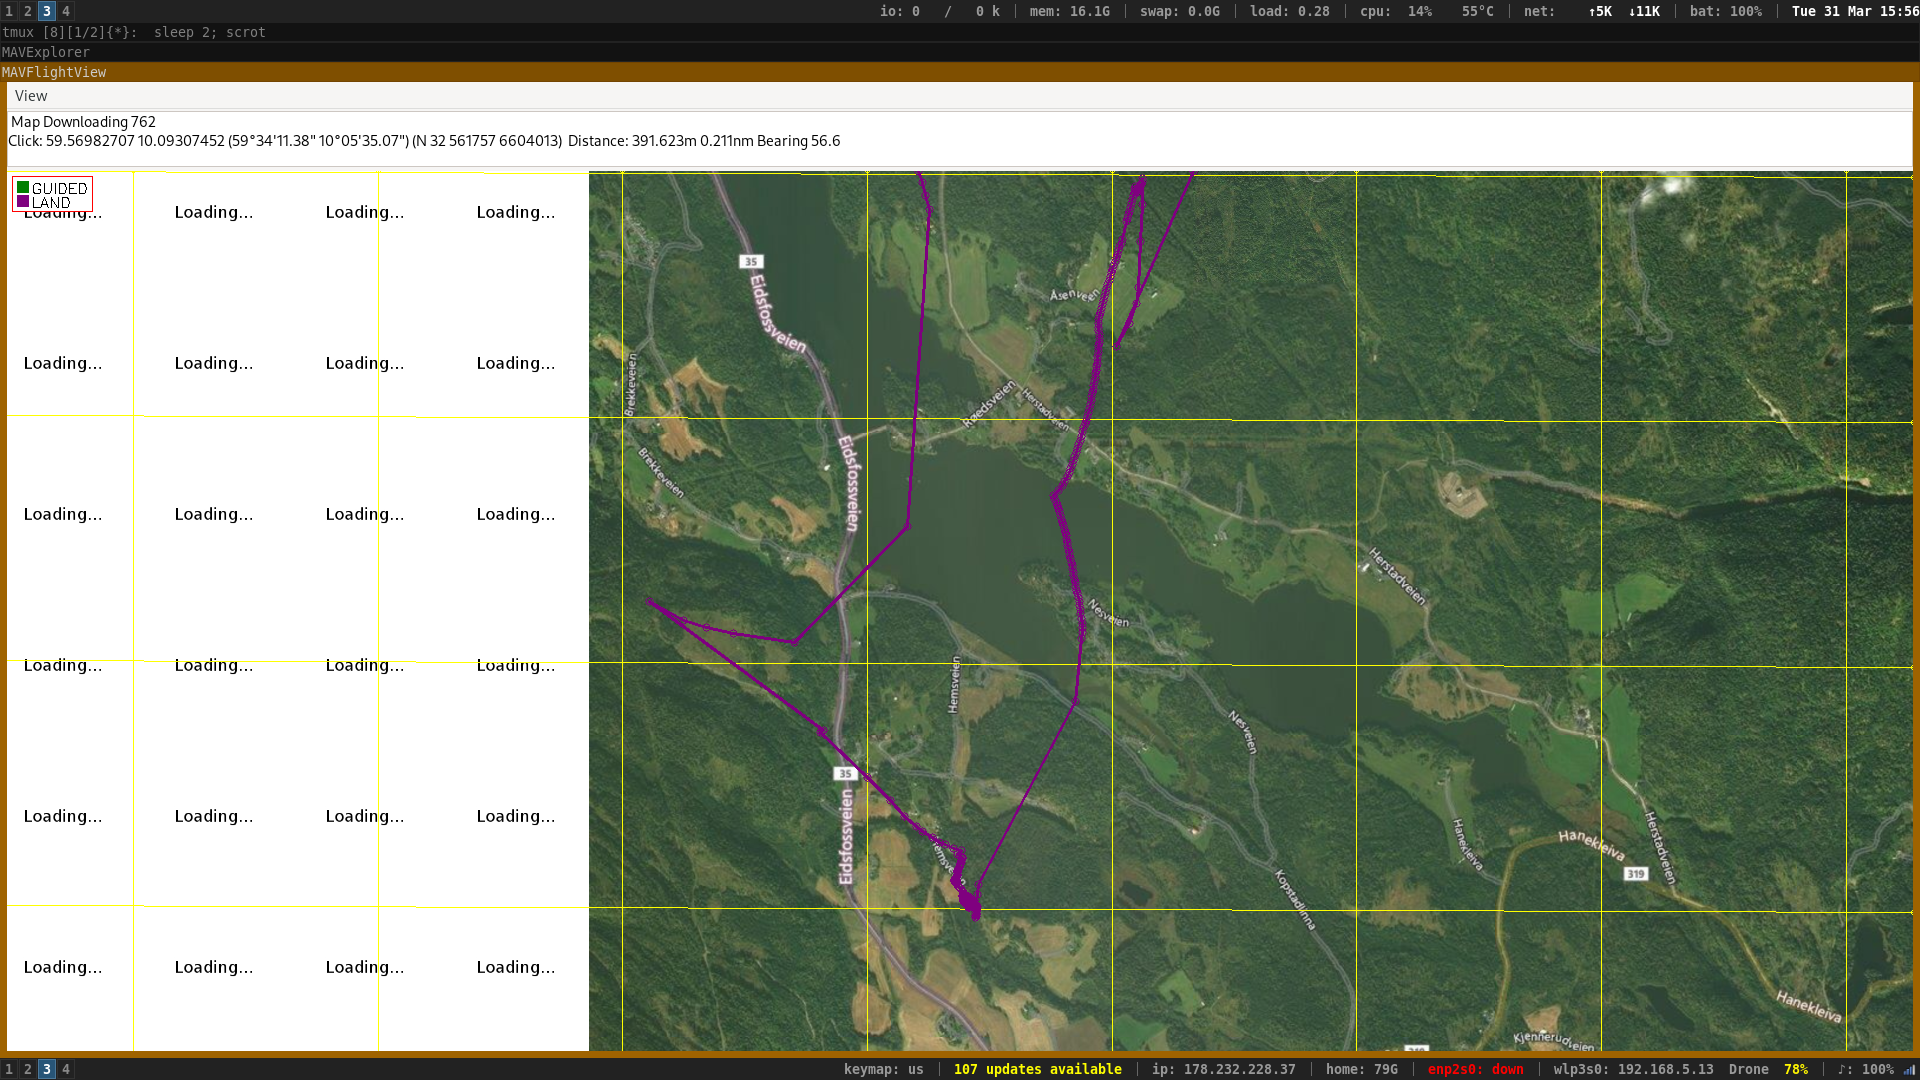 1 2 3 4 io: 0 / 0 k | mem: 16.1G | swap: 0.0G | load: 0.28 | cpu: 14% 55°C | net: ↑5K ↓11K | bat: 100% | Tue 31 Mar 15:56
tmux [8][1/2]{*}: sleep 2; scrot
MAVExplorer
MAVFlightView
View
Map Downloading 762
Click: 59.56982707 10.09307452 (59°34'11.38" 10°05'35.07") (N 32 561757 6604013) Distance: 391.623m 0.211nm Bearing 56.6
GUIDED
LAND
Loading... Loading... Loading... Loading...
35
Eidsfossveien
Åsenveien
Loading... Loading... Loading... Loading...
Brekkeveien
Rødsveien
Herstadveien
Brekkeveien
Eidsfossveien
Loading... Loading... Loading... Loading...
Herstadveien
Nesveien
Loading... Loading... Loading... Loading...
Hemsveien
Nesveien
35
Loading... Loading... Loading... Loading...
Eidsfossveien
Hanekleiva
Hanekleiva
Herstadveien
319
Kopstadlinna
Loading... Loading... Loading... Loading...
Hanekleiva
Kjennerudveien
1 2 3 4 keymap: us | 107 updates available | ip: 178.232.228.37 | home: 79G | enp2s0: down | wlp3s0: 192.168.5.13 Drone 78% | ♪: 100%